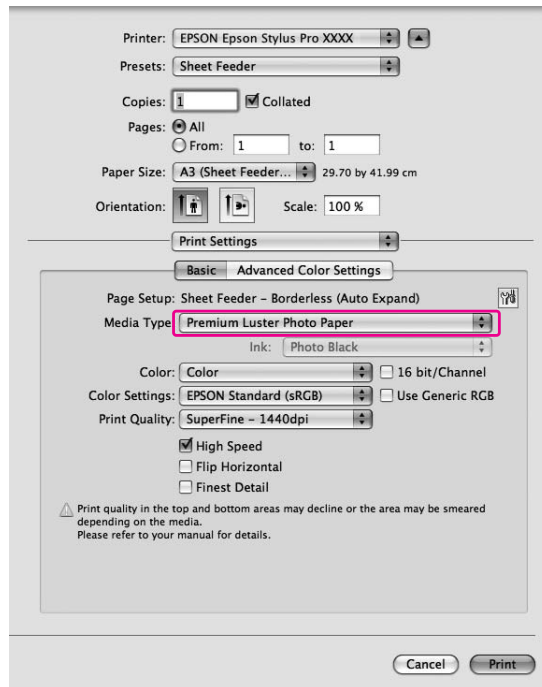 Printer: EPSON Epson Stylus Pro XXXX
Presets: Sheet Feeder
Copies: 1 Collated
Pages: All
From: 1 to: 1
Paper Size: A3 (Sheet Feeder... 29.70 by 41.99 cm
Orientation: Scale: 100 %
Print Settings
Basic Advanced Color Settings
Page Setup: Sheet Feeder – Borderless (Auto Expand)
Media Type Premium Luster Photo Paper
Ink: Photo Black
Color: Color 16 bit/Channel
Color Settings: EPSON Standard (sRGB) Use Generic RGB
Print Quality: SuperFine – 1440dpi
High Speed
Flip Horizontal
Finest Detail
Print quality in the top and bottom areas may decline or the area may be smeared
depending on the media.
Please refer to your manual for details.
Cancel Print